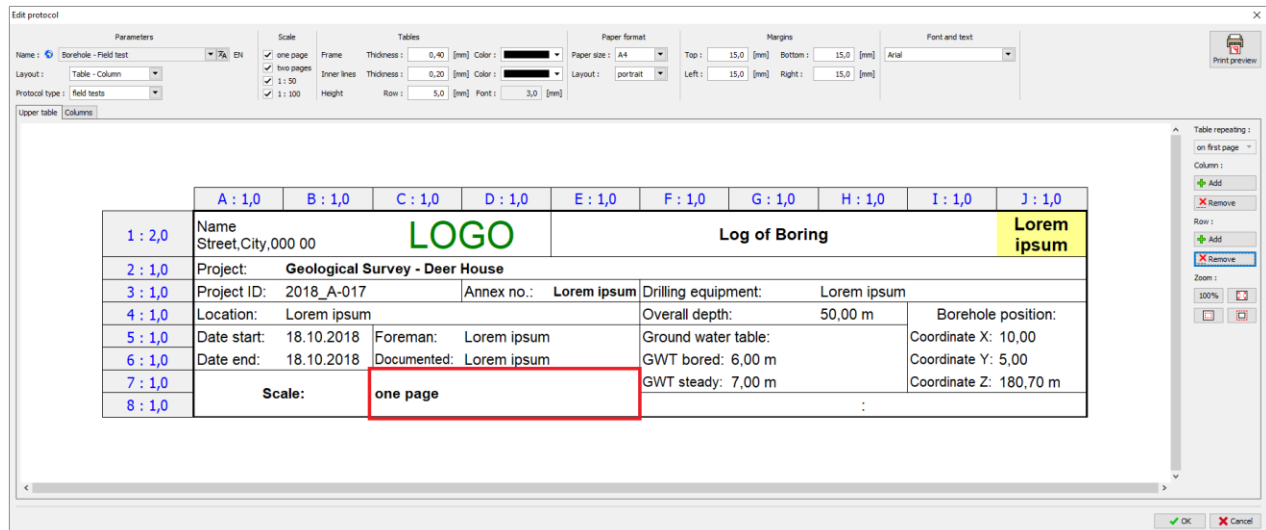 Edit protocol
Parameters Scale Tables Paper format Margins Font and text
Name : Borehole - Field test EN one page Frame Thickness : 0,40 [mm] Color : Paper size : A4 Top : 15,0 [mm] Bottom : 15,0 [mm] Arial
two pages
Layout : Table - Column Inner lines Thickness : 0,20 [mm] Color : Layout : portrait Left : 15,0 [mm] Right : 15,0 [mm]
1 : 50
Protocol type : field tests 1 : 100 Height Row : 5,0 [mm] Font : 3,0 [mm]
Print preview
Upper table Columns
Table repeating :
on first page
Column :
Add
Remove
Row :
Add
Remove
Zoom :
100%
A : 1,0 B : 1,0 C : 1,0 D : 1,0 E : 1,0 F : 1,0 G : 1,0 H : 1,0 I : 1,0 J : 1,0
1 : 2,0 Name
Street,City,000 00 LOGO Log of Boring Lorem
ipsum
2 : 1,0 Project: Geological Survey - Deer House
3 : 1,0 Project ID: 2018_A-017 Annex no.: Lorem ipsum Drilling equipment: Lorem ipsum
4 : 1,0 Location: Lorem ipsum Overall depth: 50,00 m Borehole position:
5 : 1,0 Date start: 18.10.2018 Foreman: Lorem ipsum Ground water table: Coordinate X: 10,00
6 : 1,0 Date end: 18.10.2018 Documented: Lorem ipsum GWT bored: 6,00 m Coordinate Y: 5,00
7 : 1,0 Scale: one page GWT steady: 7,00 m Coordinate Z: 180,70 m
8 : 1,0 :
OK Cancel